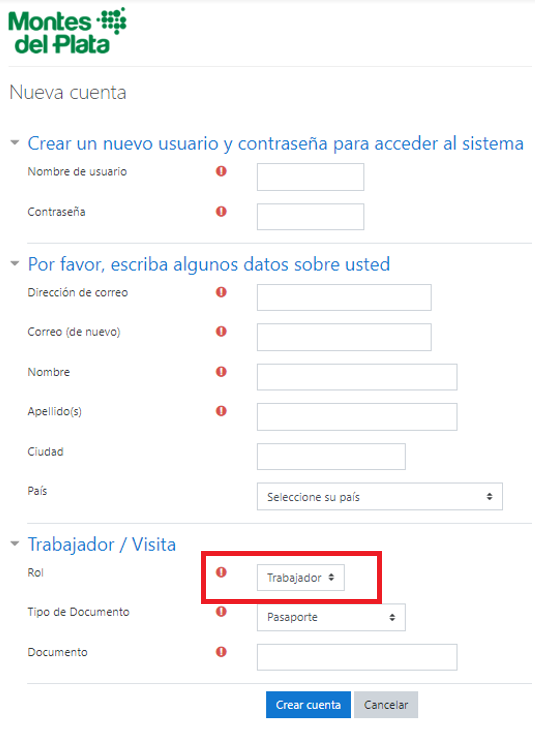 Montes
del Plata
Nueva cuenta
Crear un nuevo usuario y contraseña para acceder al sistema
Nombre de usuario
Contraseña
Por favor, escriba algunos datos sobre usted
Dirección de correo
Correo (de nuevo)
Nombre
Apellido(s)
Ciudad
País Seleccione su país
Trabajador / Visita
Rol Trabajador
Tipo de Documento Pasaporte
Documento
Crear cuenta Cancelar